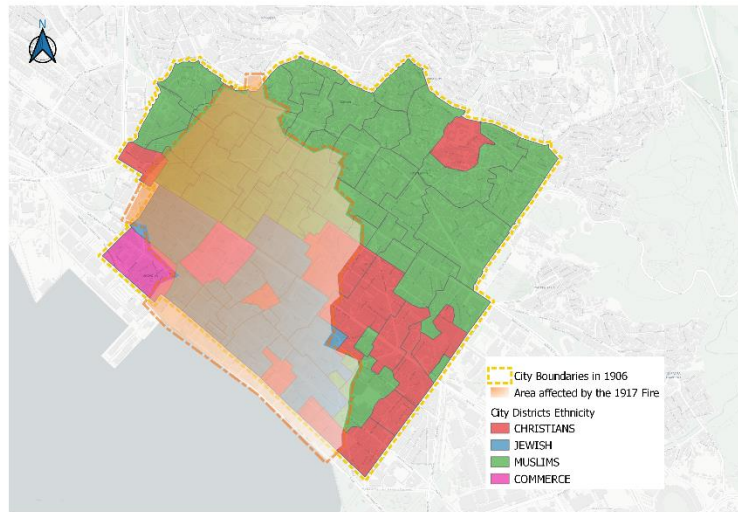 N
City Boundaries in 1906
Area affected by the 1917 Fire
City Districts Ethnicity
CHRISTIANS
JEWISH
MUSLIMS
COMMERCE